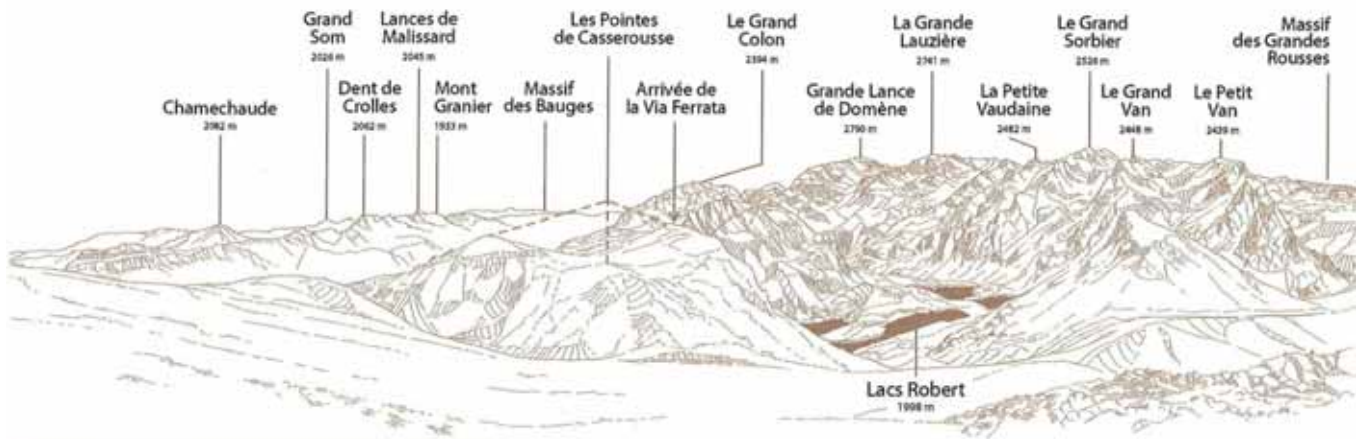 Chamechaude
2082 m
Grand
Som
2026 m
Dent de
Crolles
2062 m
Lances de
Malissard
2045 m
Mont
Granier
1933 m
Massif
des Bauges
Les Pointes
de Casserousse
Arrivée de
la Via Ferrata
Le Grand
Colon
2394 m
Grande Lance
de Domène
2790 m
La Grande
Lauzière
2741 m
La Petite
Vaudaine
2482 m
Le Grand
Sorbier
2526 m
Le Grand
Van
2448 m
Le Petit
Van
2439 m
Massif
des Grandes
Rousses
Lacs Robert
1998 m